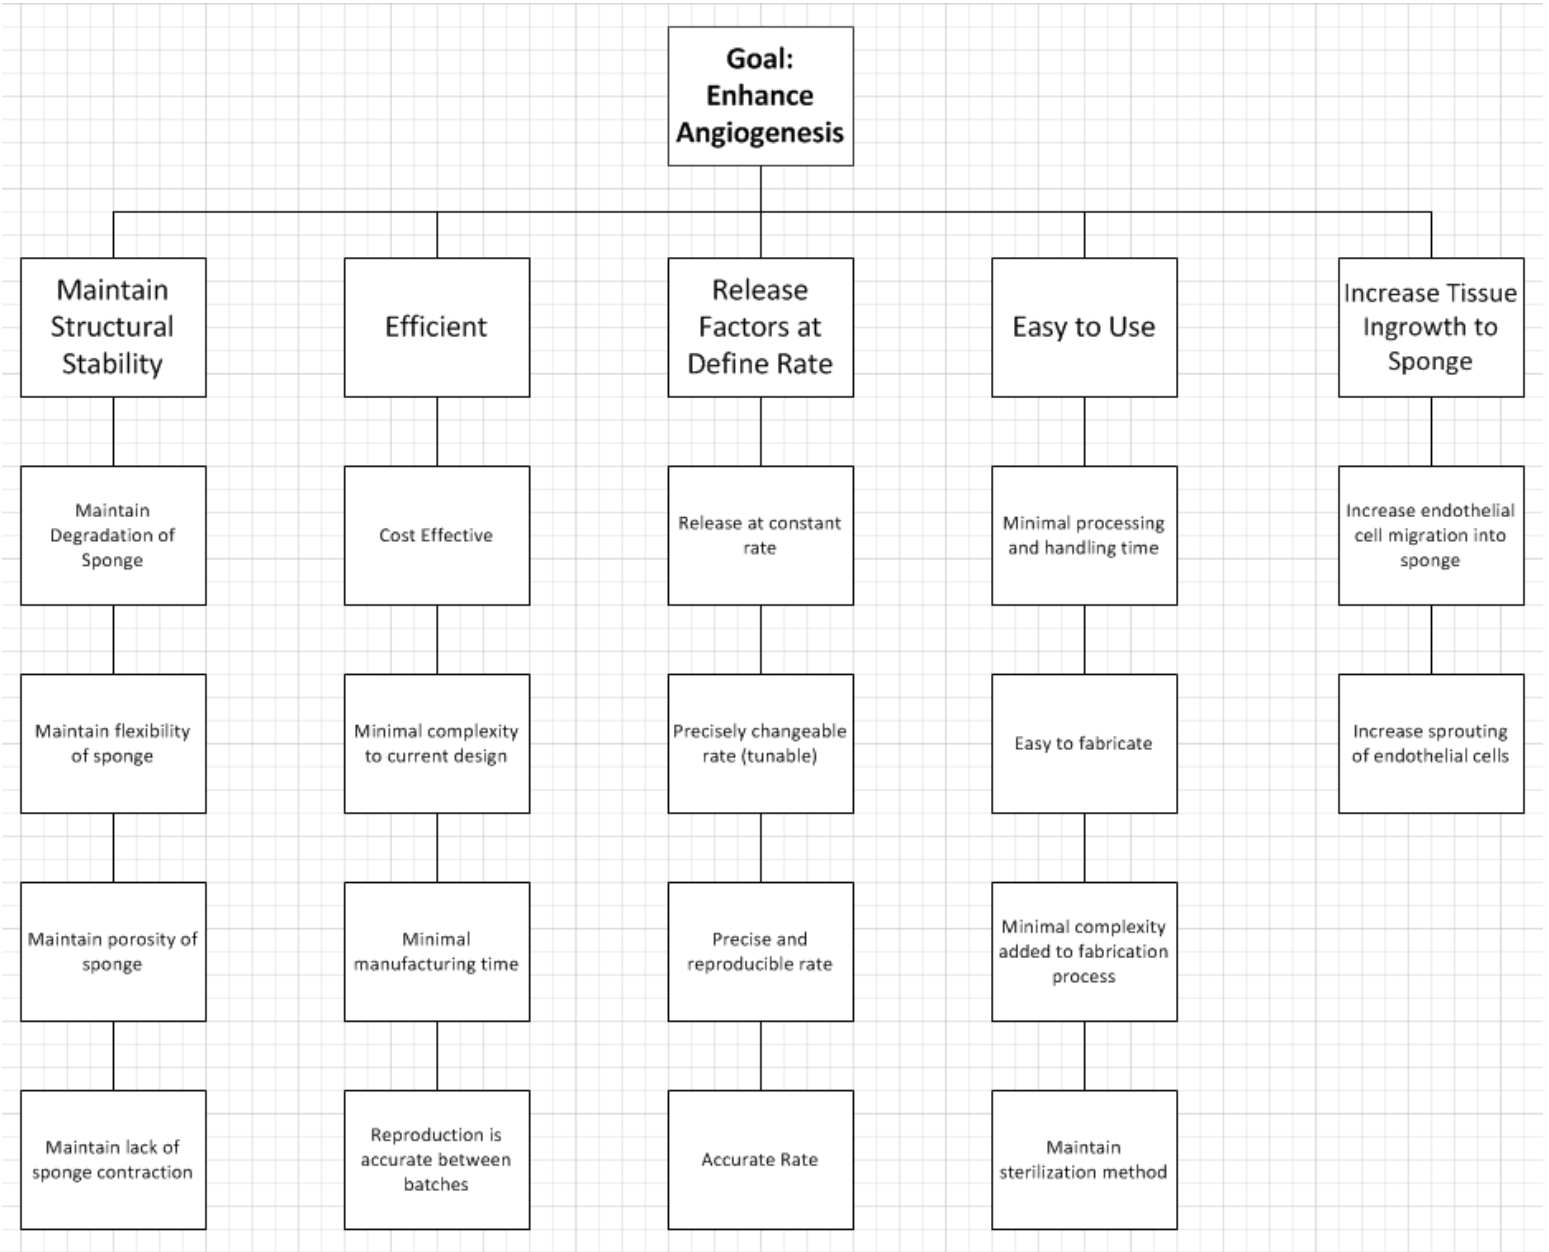 Goal:
Enhance
Angiogenesis
Maintain
Structural
Stability
Efficient
Release
Factors at
Define Rate
Easy to Use
Increase Tissue
Ingrowth to
Sponge
Maintain
Degradation of
Sponge
Cost Effective
Release at constant
rate
Minimal processing
and handling time
Increase endothelial
cell migration into
sponge
Maintain flexibility
of sponge
Minimal complexity
to current design
Precisely changeable
rate (tunable)
Easy to fabricate
Increase sprouting
of endothelial cells
Maintain porosity of
sponge
Minimal
manufacturing time
Precise and
reproducible rate
Minimal complexity
added to fabrication
process
Maintain lack of
sponge contraction
Reproduction is
accurate between
batches
Accurate Rate
Maintain
sterilization method